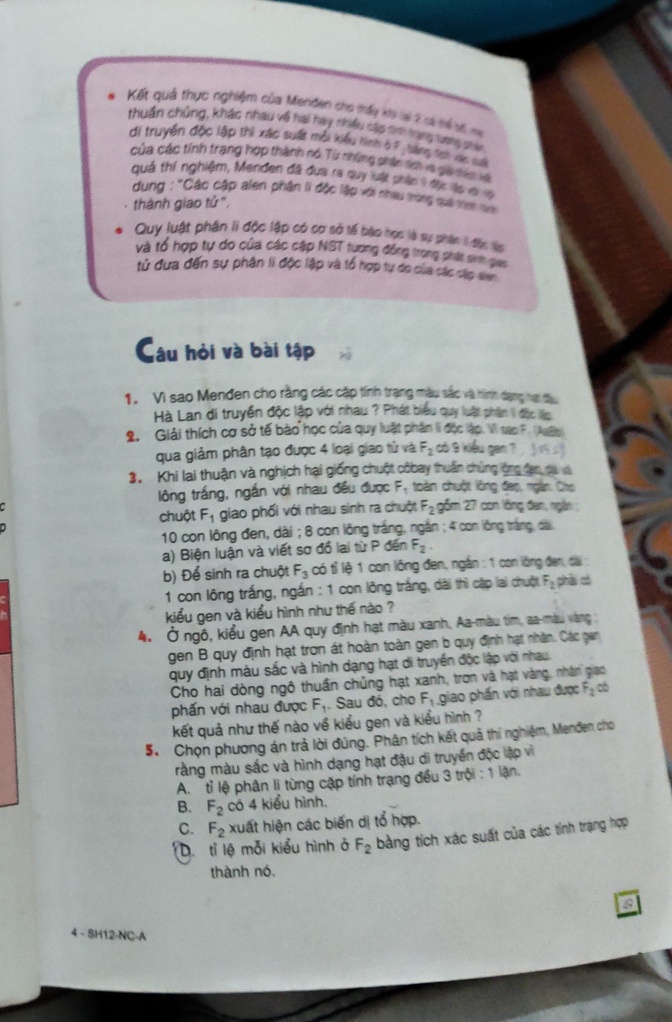 Kết quả thực nghiệm của Menđen cho thấy khi lai 2 cá thể bố, mẹ
thuần chủng, khác nhau về hai hay nhiều cặp tính trạng tương phản,
di truyền độc lập thì xác suất mỗi kiểu hình ở F₂ bằng tích xác suất
của các tính trạng hợp thành nó. Từ những phân tích và giải thích kết
quả thí nghiệm, Menđen đã đưa ra quy luật phân li độc lập với nội
dung : "Các cặp alen phân li độc lập với nhau trong quá trình hình
thành giao tử".
Quy luật phân li độc lập có cơ sở tế bào học là sự phân li độc lập
và tổ hợp tự do của các cặp NST tương đồng trong phát sinh giao
tử đưa đến sự phân li độc lập và tổ hợp tự do của các cặp alen
Câu hỏi và bài tập
1. Vì sao Menđen cho rằng các cặp tính trạng màu sắc và hình dạng hạt đậu
Hà Lan di truyền độc lập với nhau ? Phát biểu quy luật phân li độc lập.
2. Giải thích cơ sở tế bào học của quy luật phân li độc lập. Vì sao F₁ (AaBb)
qua giảm phân tạo được 4 loại giao tử và F₂ có 9 kiểu gen ?
3. Khi lai thuận và nghịch hai giống chuột côbay thuần chủng lông đen, dài và
lông trắng, ngắn với nhau đều được F₁ toàn chuột lông đen, ngắn. Cho
chuột F₁ giao phối với nhau sinh ra chuột F₂ gồm 27 con lông đen, ngắn ;
10 con lông đen, dài ; 8 con lông trắng, ngắn ; 4 con lông trắng, dài.
a) Biện luận và viết sơ đồ lai từ P đến F₂ .
b) Để sinh ra chuột F₃ có tỉ lệ 1 con lông đen, ngắn : 1 con lông đen, dài :
1 con lông trắng, ngắn : 1 con lông trắng, dài thì cặp lai chuột F₂ phải có
kiểu gen và kiểu hình như thế nào ?
4. Ở ngô, kiểu gen AA quy định hạt màu xanh, Aa-màu tím, aa-màu vàng ;
gen B quy định hạt trơn át hoàn toàn gen b quy định hạt nhăn. Các gen
quy định màu sắc và hình dạng hạt di truyền độc lập với nhau.
Cho hai dòng ngô thuần chủng hạt xanh, trơn và hạt vàng, nhăn giao
phấn với nhau được F₁. Sau đó, cho F₁ giao phấn với nhau được F₂ có
kết quả như thế nào về kiểu gen và kiểu hình ?
5. Chọn phương án trả lời đúng. Phân tích kết quả thí nghiệm, Menđen cho
rằng màu sắc và hình dạng hạt đậu di truyền độc lập vì
A. tỉ lệ phân li từng cặp tính trạng đều 3 trội : 1 lặn.
B. F₂ có 4 kiểu hình.
C. F₂ xuất hiện các biến dị tổ hợp.
D. tỉ lệ mỗi kiểu hình ở F₂ bằng tích xác suất của các tính trạng hợp
thành nó.
4 - SH12-NC-A